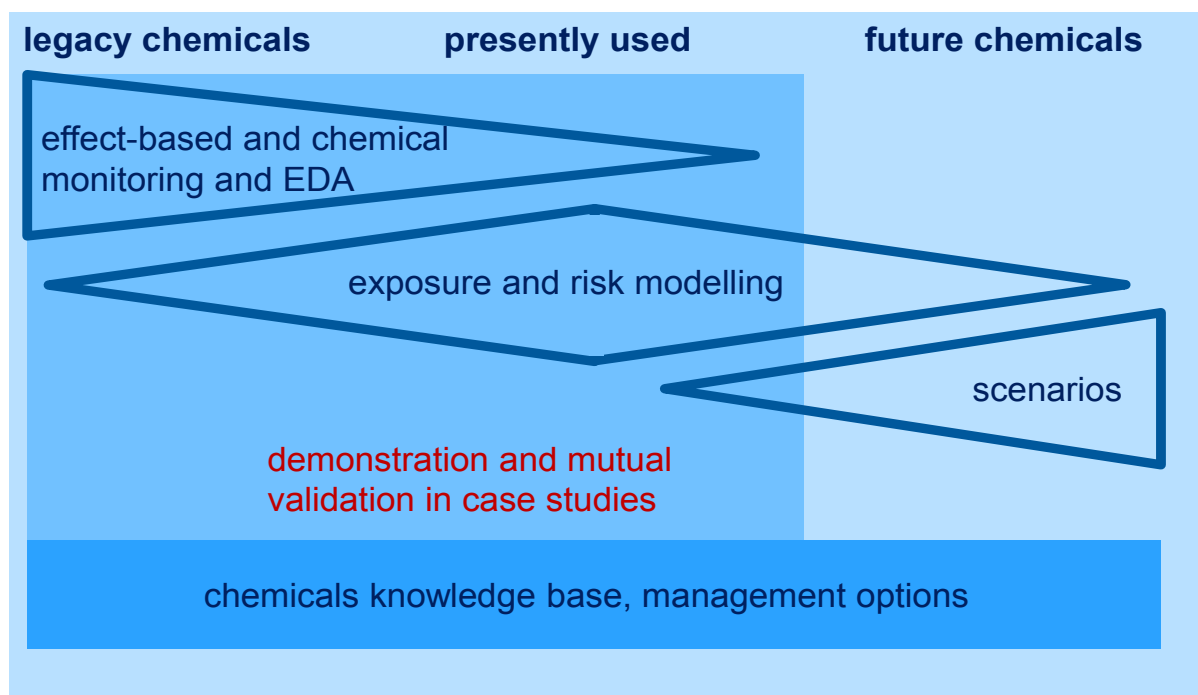 legacy chemicals presently used future chemicals
effect-based and chemical
monitoring and EDA
exposure and risk modelling
scenarios
demonstration and mutual
validation in case studies
chemicals knowledge base, management options